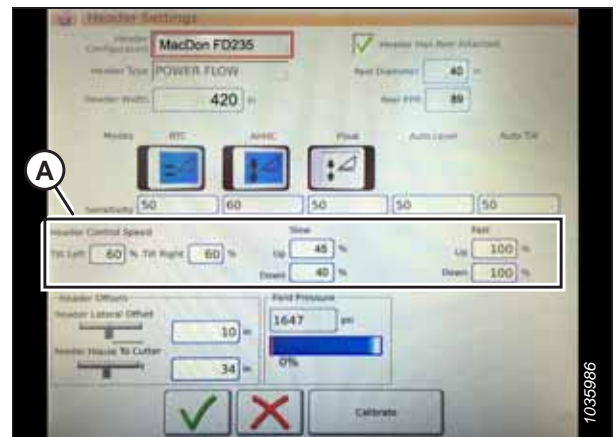 Header Settings
Header Configuration MacDon FD235 Header Has Reel Attached
Header Type POWER FLOW Reel Diameter 40 in
Header Width 420 in Reel PPR 89
Modes RTC AHHC Float Auto Level Auto Tilt
A
Sensitivity 50 60 50 50 50
Header Control Speed Slow Fast
Tilt Left 60 % Tilt Right 60 % Up 48 % Up 100 %
Down 40 % Down 100 %
Header Offsets Field Pressure
Header Lateral Offset 1647 psi
10 in
Feeder House To Cutter 0%
34 in
Calibrate
1035986